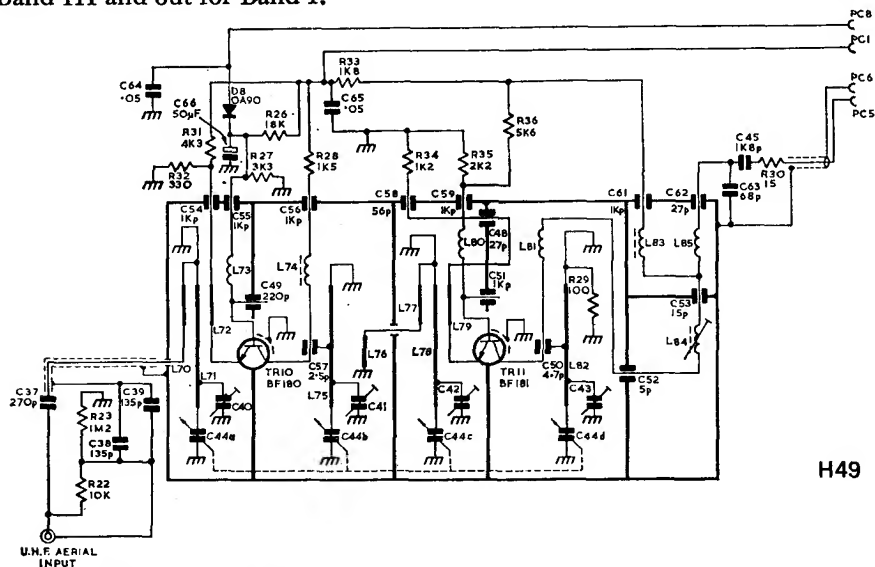 Band III and out for Band I.
PC8
PC1
C64
·05
D8
OA90
C66
50µF
R31
4K3
R26
18K
R33
1K8
C65
·05
R36
5K6
PC6
PC5
R27
3K3
R28
1K5
R34
1K2
R35
2K2
C45
1K8p
R30
15
C63
68p
R32
330
C54
1Kp
C55
1Kp
C56
1Kp
C58
56p
C59
1Kp
C48
27p
C61
1Kp
C62
27p
L73
L74
L80
L81
L83
L85
C49
220p
C51
1Kp
R29
100
C53
15p
L72
L77
L79
L84
L70
L71
TR10
BF180
C57
2·5p
L75
L76
L78
TR11
BF181
C50
4·7p
L82
C52
5p
C37
270p
R23
1M2
C39
135p
C38
135p
C40
C41
C42
C43
C44a
C44b
C44c
C44d
R22
10K
H49
U.H.F. AERIAL
INPUT